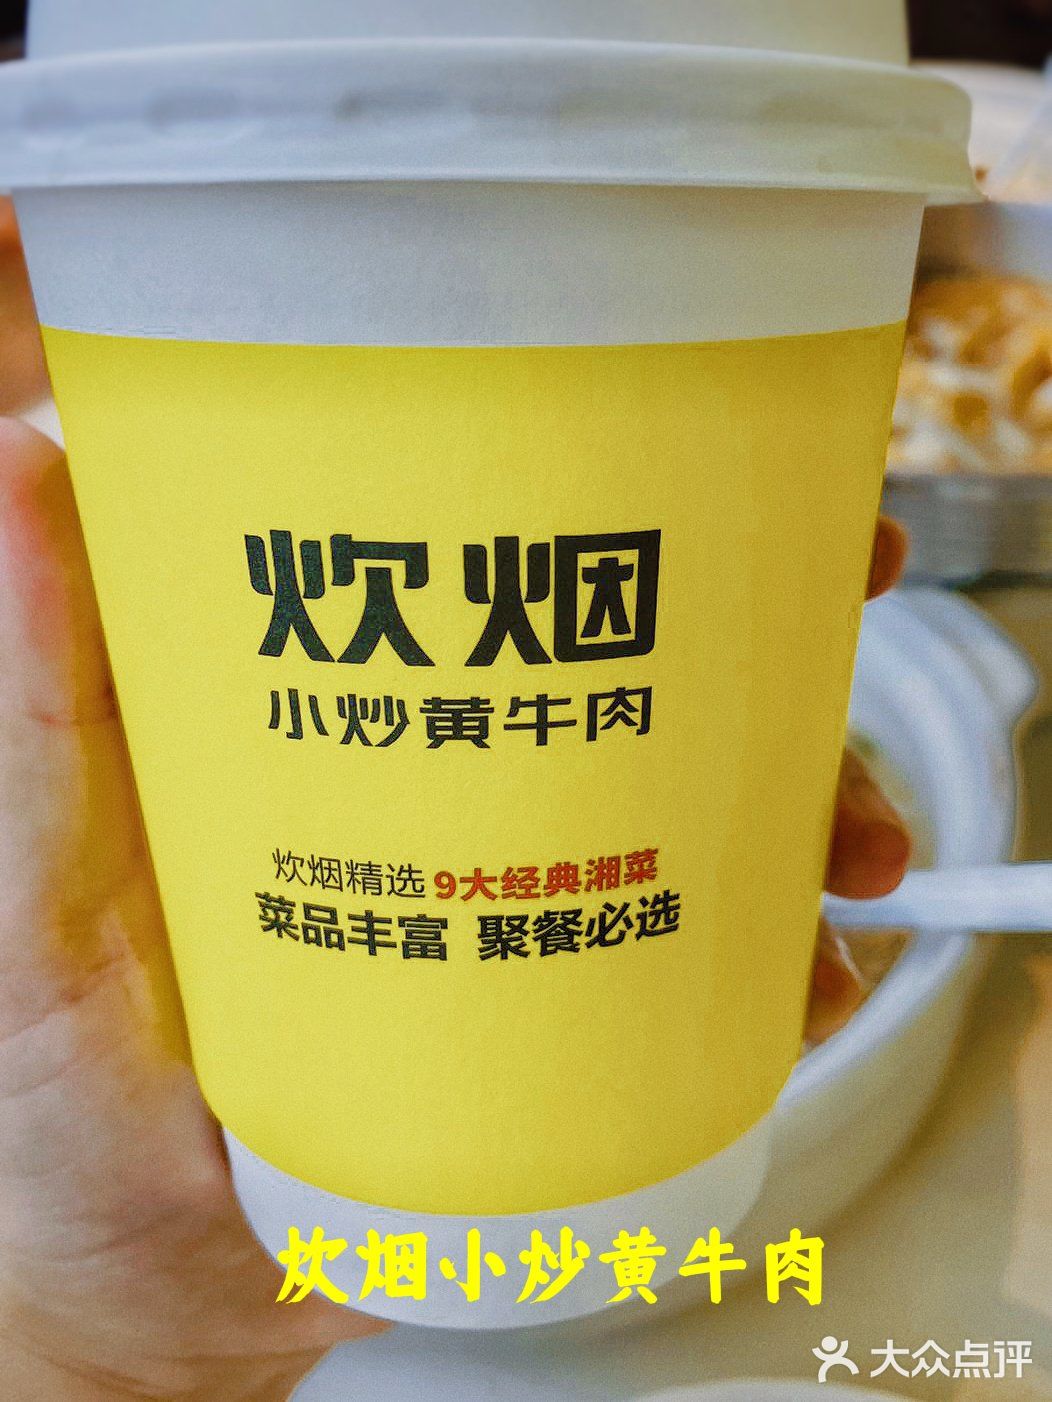 炊烟
小炒黄牛肉
炊烟精选 9大经典湘菜
菜品丰富 聚餐必选
炊烟小炒黄牛肉
大众点评